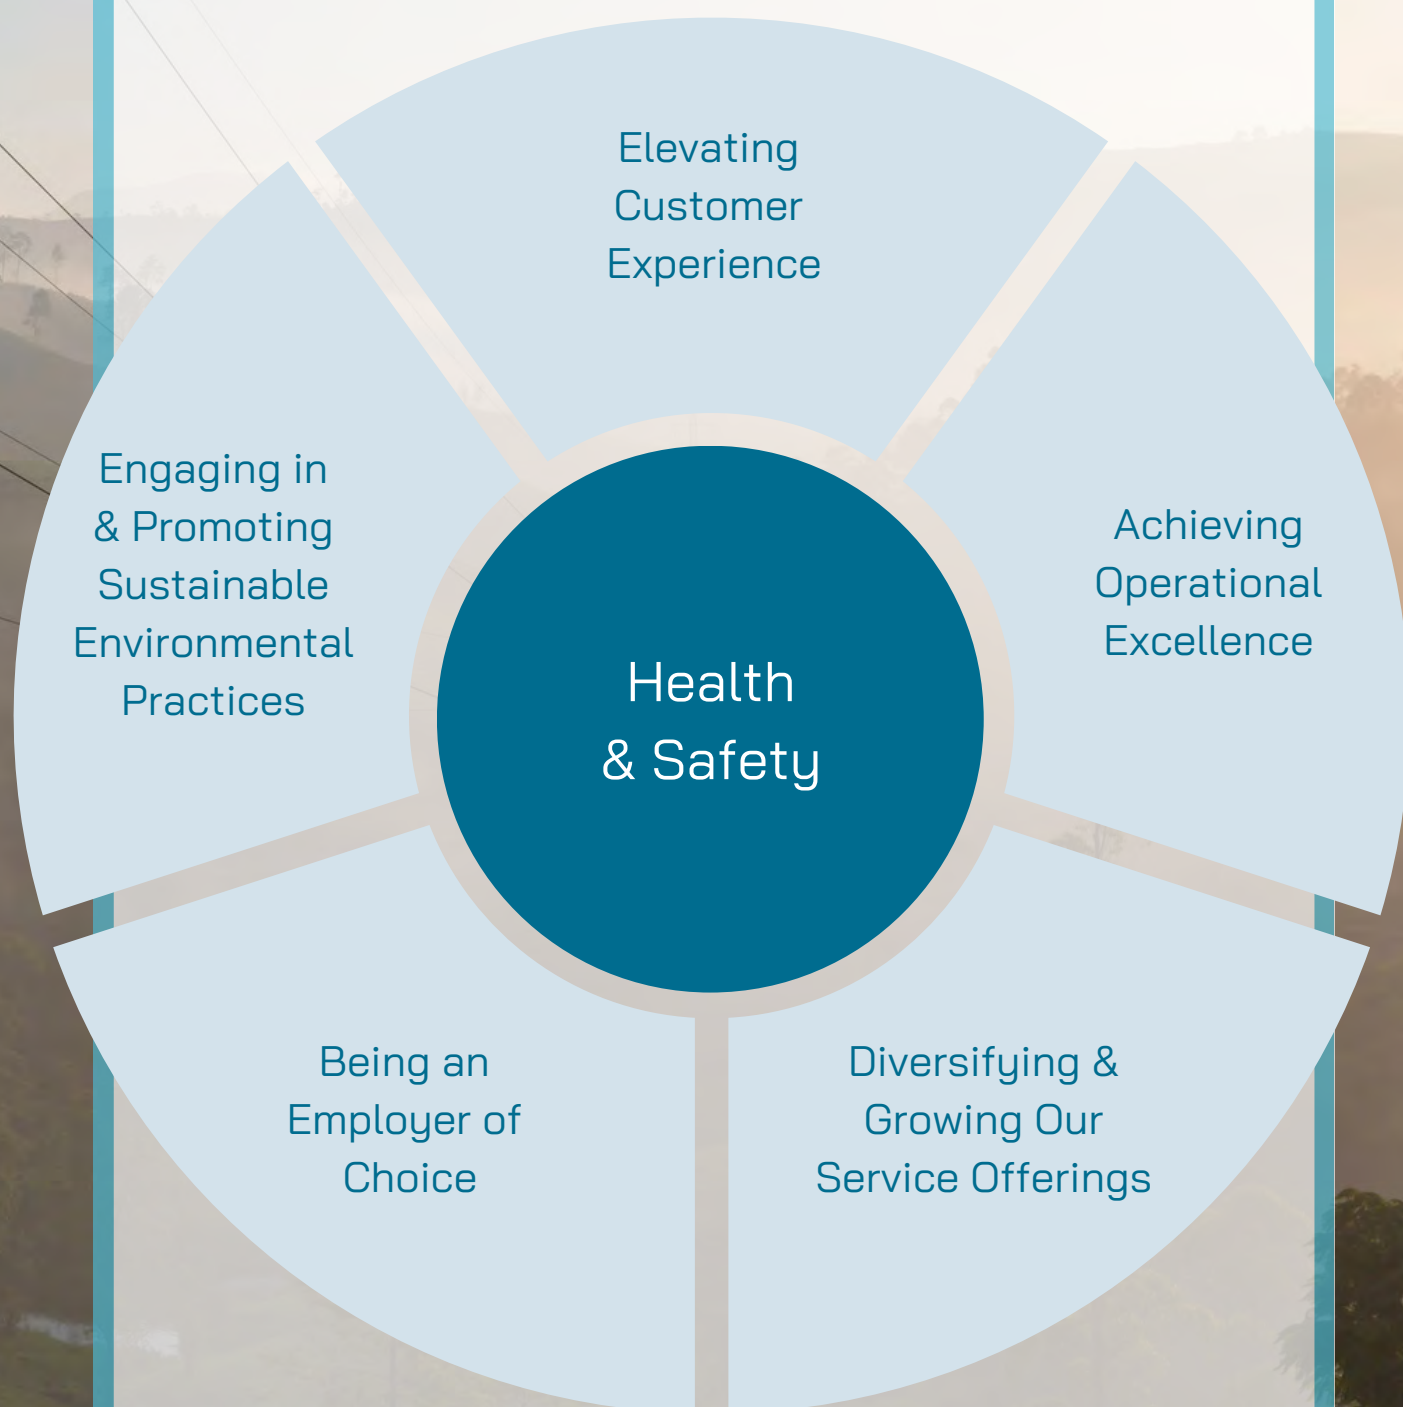 Elevating
Customer
Experience
Engaging in
& Promoting
Sustainable
Environmental
Practices
Achieving
Operational
Excellence
Health
& Safety
Being an
Employer of
Choice
Diversifying &
Growing Our
Service Offerings